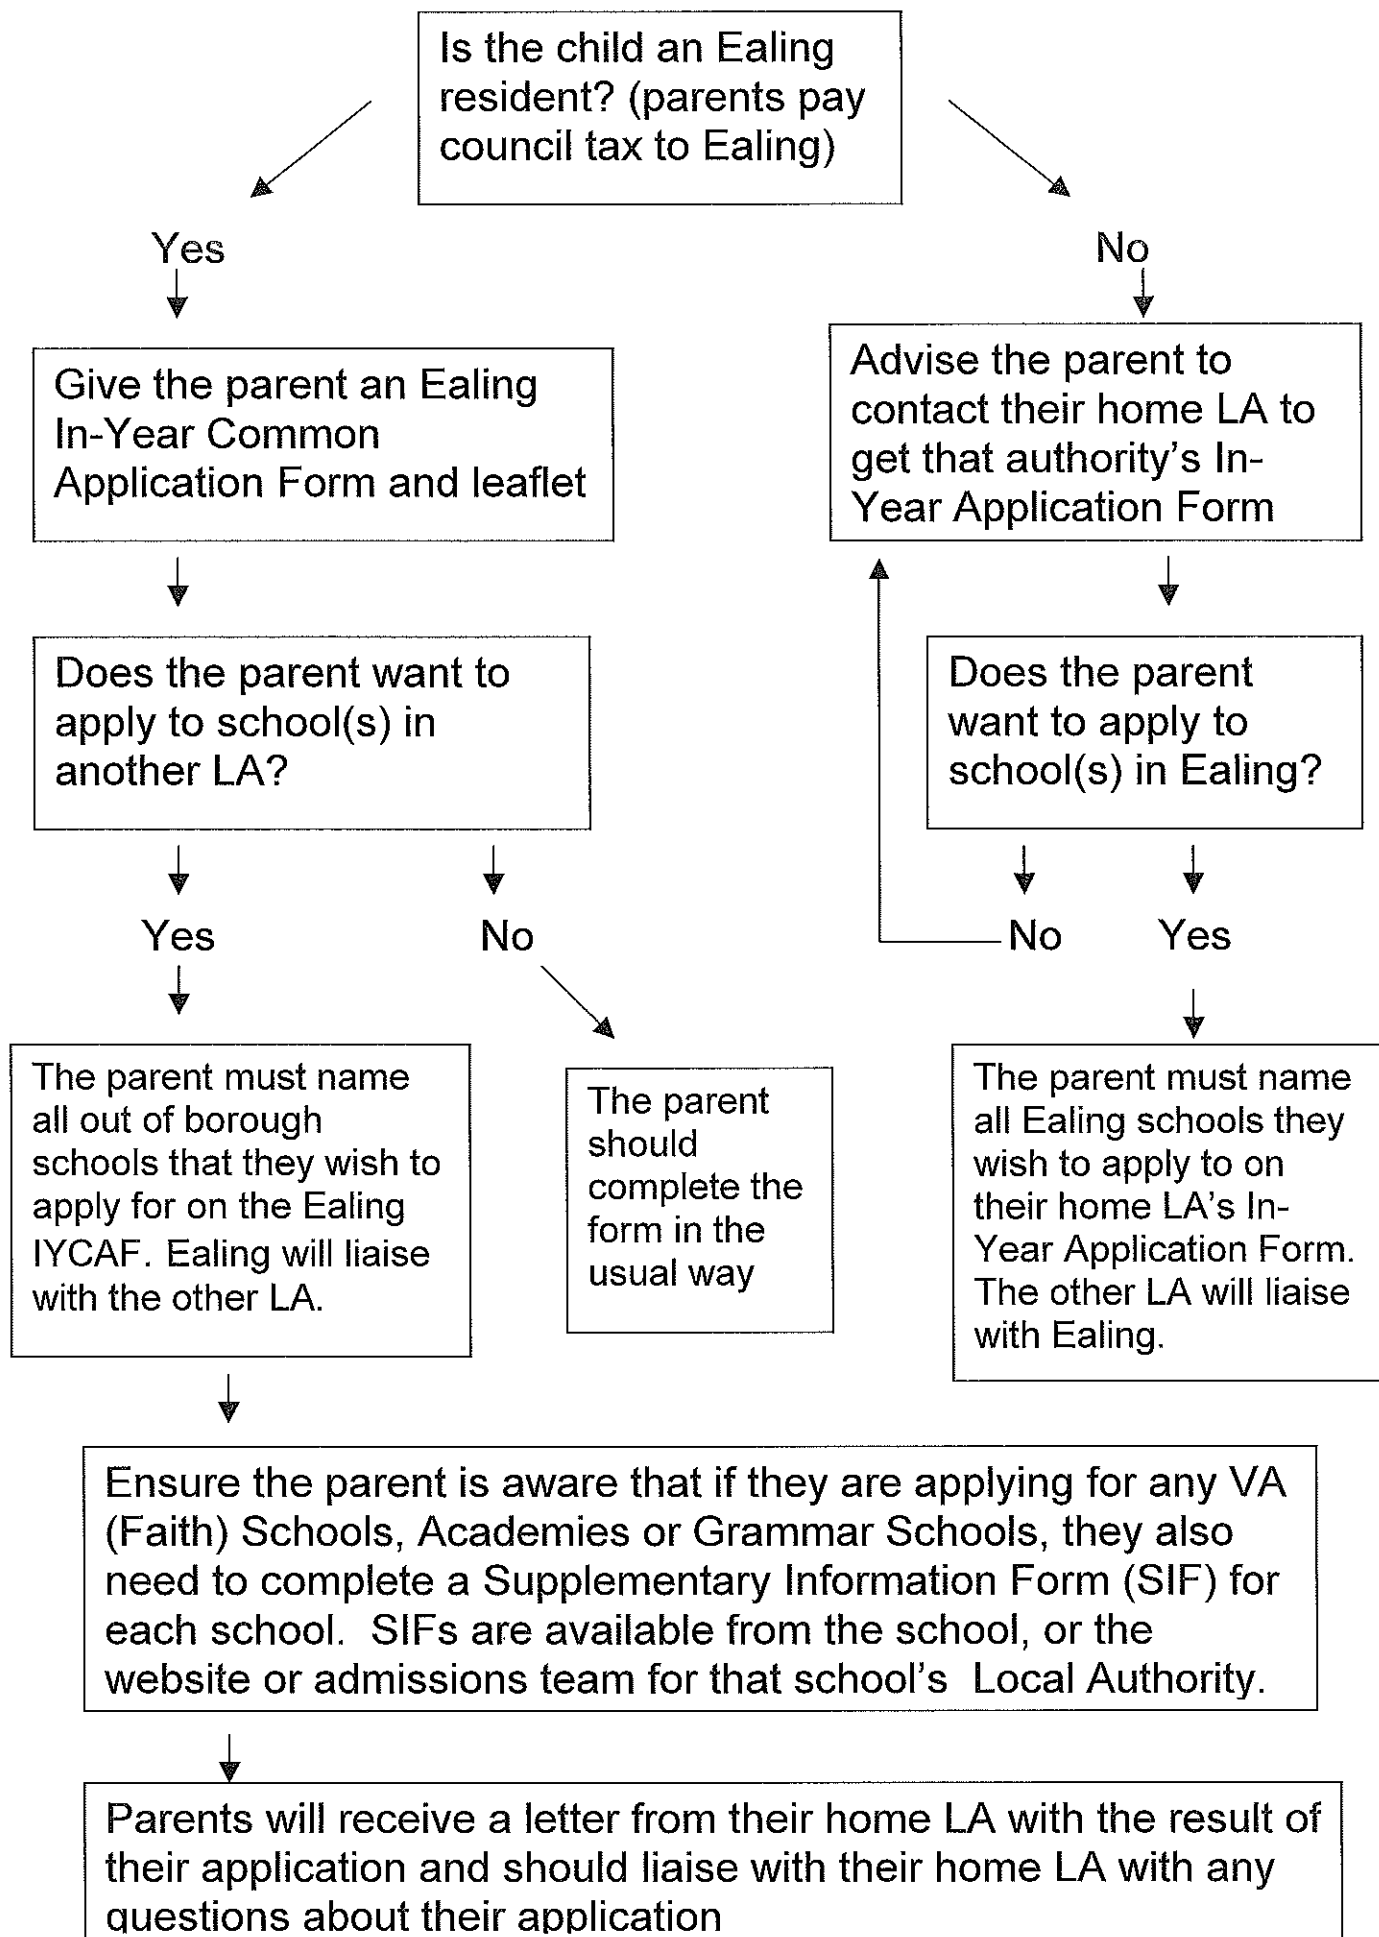 Is the child an Ealing
resident? (parents pay
council tax to Ealing)
Yes
No
Give the parent an Ealing
In-Year Common
Application Form and leaflet
Advise the parent to
contact their home LA to
get that authority’s In-
Year Application Form
Does the parent want to
apply to school(s) in
another LA?
Does the parent
want to apply to
school(s) in Ealing?
Yes
No
No
Yes
The parent must name
all out of borough
schools that they wish to
apply for on the Ealing
IYCAF. Ealing will liaise
with the other LA.
The parent
should
complete the
form in the
usual way
The parent must name
all Ealing schools they
wish to apply to on
their home LA’s In-
Year Application Form.
The other LA will liaise
with Ealing.
Ensure the parent is aware that if they are applying for any VA
(Faith) Schools, Academies or Grammar Schools, they also
need to complete a Supplementary Information Form (SIF) for
each school.  SIFs are available from the school, or the
website or admissions team for that school’s  Local Authority.
Parents will receive a letter from their home LA with the result of
their application and should liaise with their home LA with any
questions about their application